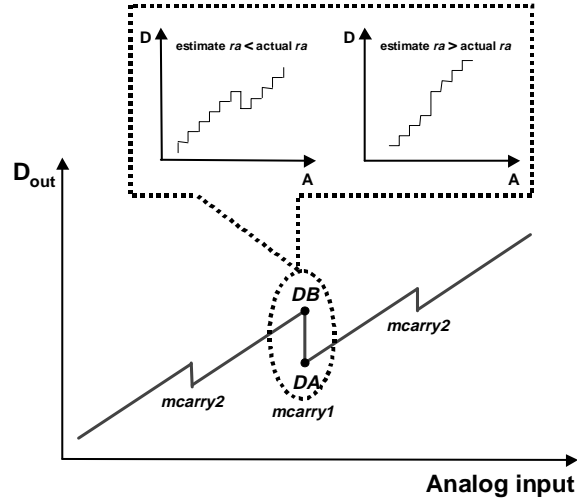 D
estimate ra < actual ra
A
D
estimate ra > actual ra
A
Dout
DB
DA
mcarry2
mcarry1
mcarry2
Analog input